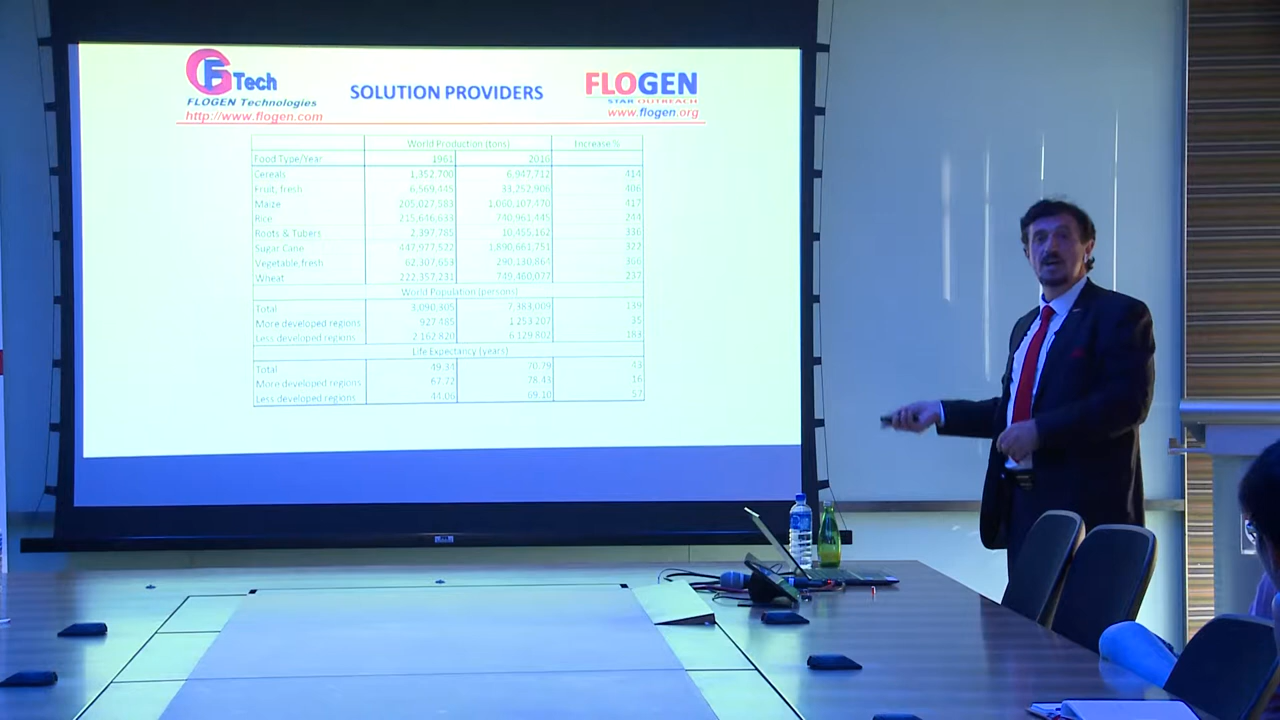 GF Tech
FLOGEN Technologies
http://www.flogen.com
SOLUTION PROVIDERS
FLOGEN
STAR OUTREACH
www.flogen.org
World Production (tons) Increase %
Food Type/Year 1961 2016
Cereals 1,352,700 6,947,712 414
Fruit, fresh 6,569,445 33,252,906 406
Maize 205,027,583 1,060,107,470 417
Rice 215,646,633 740,961,445 244
Roots & Tubers 2,397,785 10,455,162 336
Sugar Cane 447,977,522 1,890,661,751 322
Vegetable,fresh 62,307,653 290,130,864 366
Wheat 222,357,231 749,460,077 237
World Population (persons)
Total 3,090,305 7,383,009 139
More developed regions 927,485 1,253,207 35
Less developed regions 2,162,820 6,129,802 183
Life Expectancy (years)
Total 49.34 70.79 43
More developed regions 67.72 78.43 16
Less developed regions 44.06 69.10 57